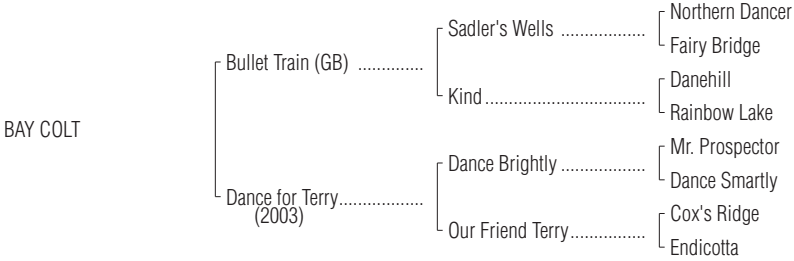 Northern Dancer
Sadler's Wells ..................
Fairy Bridge
Bullet Train (GB) ..............
Danehill
Kind..................................
Rainbow Lake
BAY COLT
Mr. Prospector
Dance Brightly ..................
Dance Smartly
Dance for Terry..................
(2003)
Cox's Ridge
Our Friend Terry................
Endicotta